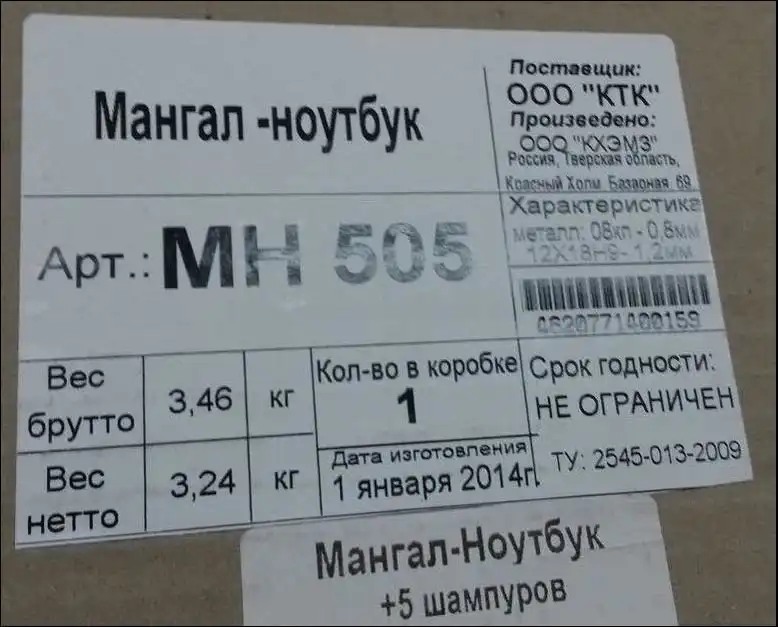 Мангал -ноутбук
Поставщик:
ООО "КТК"
Произведено:
ООО "КХЭМЗ"
Россия, Тверская область,
Красный Холм, Базарная, 69
Арт.: МН 505
Характеристика
металл: 08кп - 0,8мм
12Х18Н9- 1,2мм
4620771400159
Вес брутто
3,46
кг
Кол-во в коробке
1
Срок годности:
НЕ ОГРАНИЧЕН
Вес нетто
3,24
кг
Дата изготовления
1 января 2014г.
ТУ: 2545-013-2009
Мангал-Ноутбук
+5 шампуров